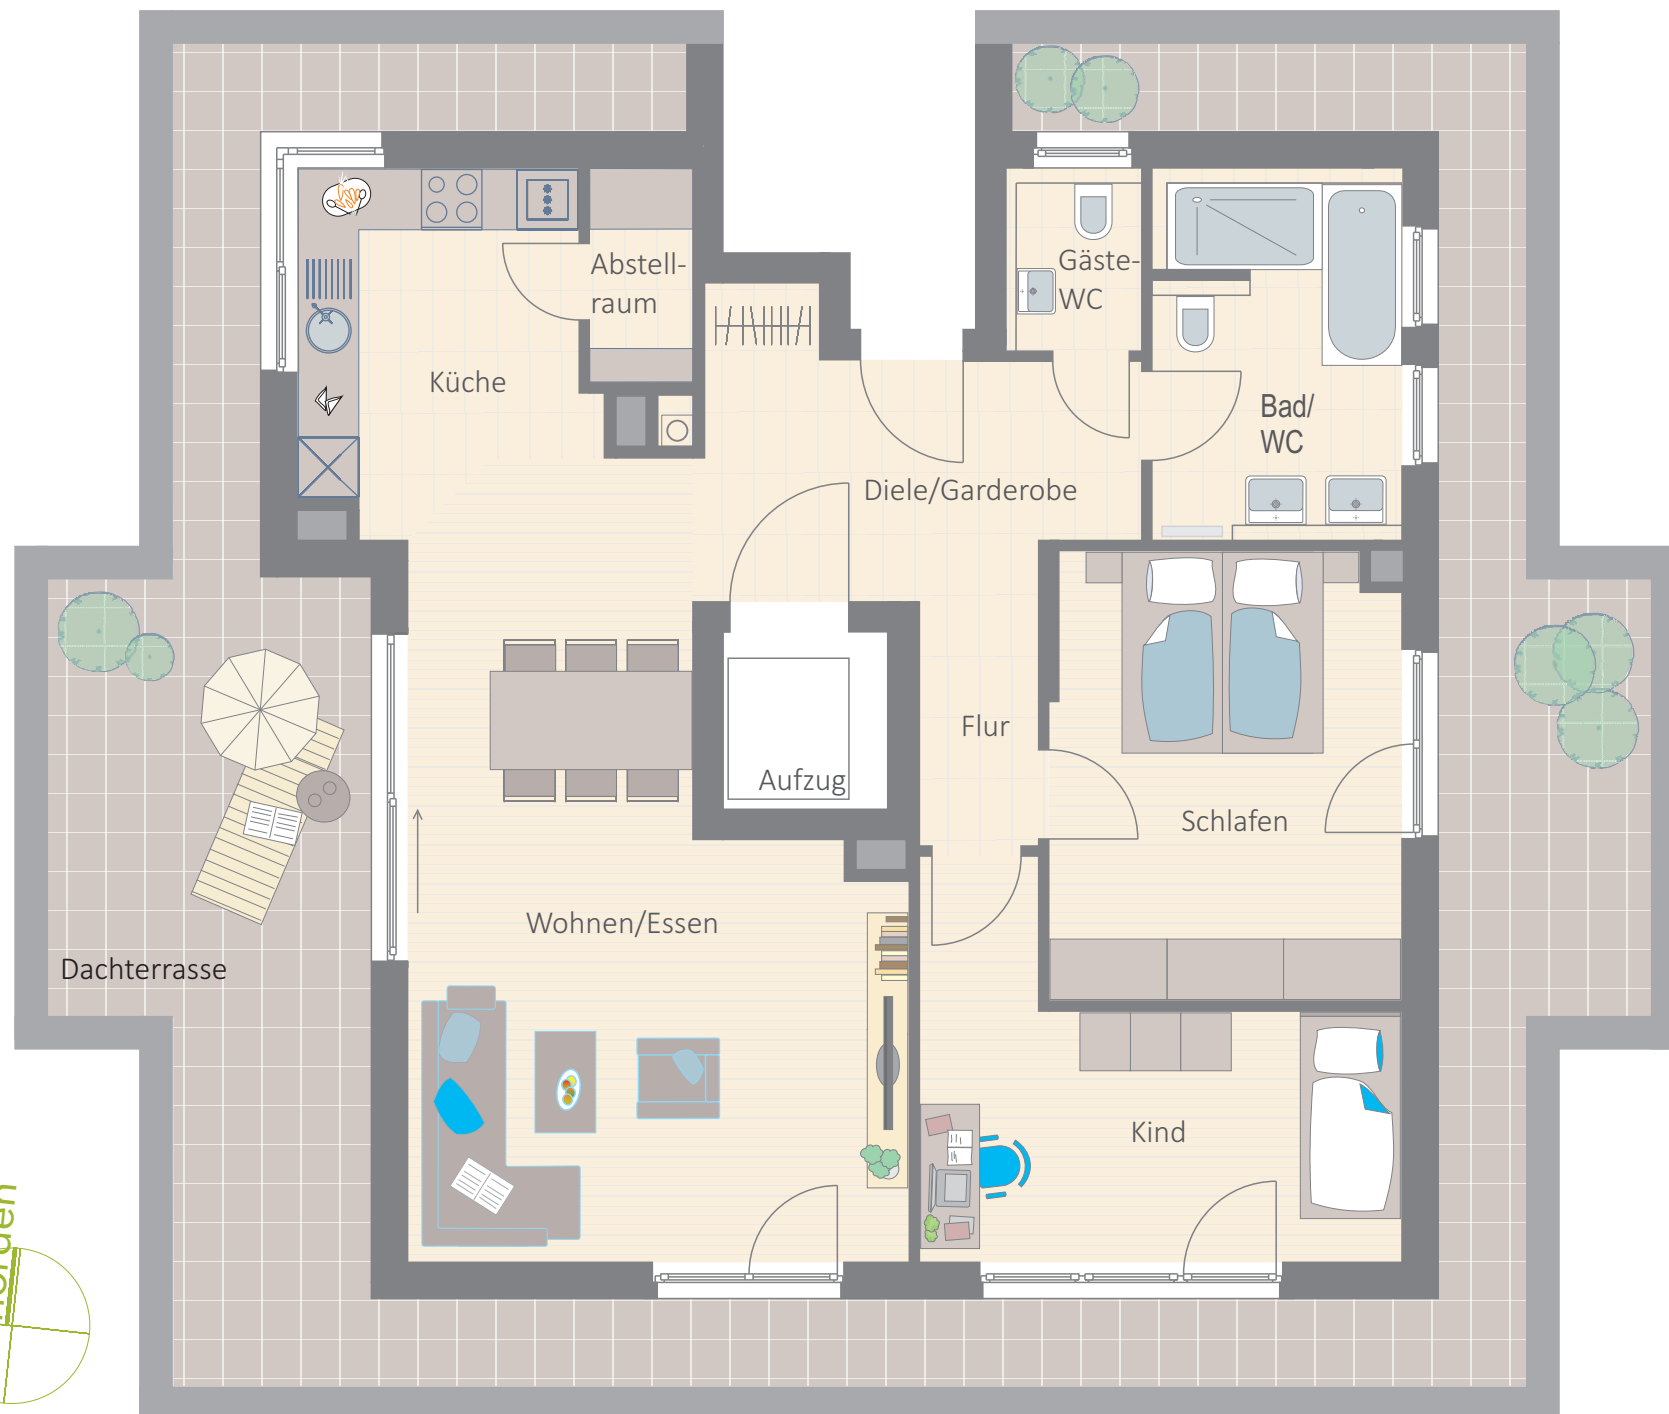 Abstell-
raum
Gäste-
WC
Küche
Bad/
WC
Diele/Garderobe
Flur
Aufzug
Schlafen
Wohnen/Essen
Dachterrasse
Kind